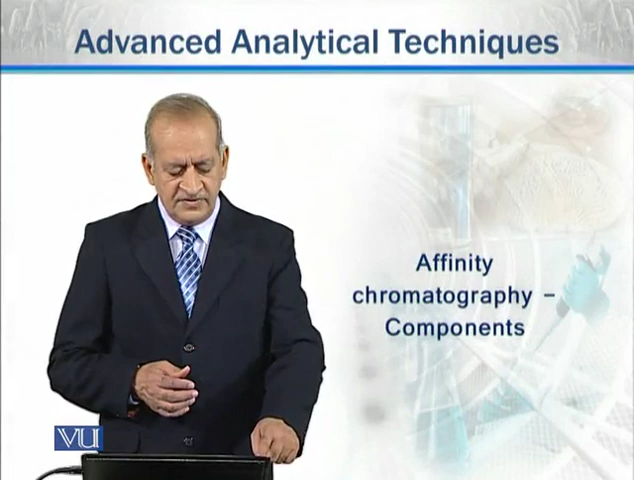 Advanced Analytical Techniques
Affinity
chromatography –
Components
VU